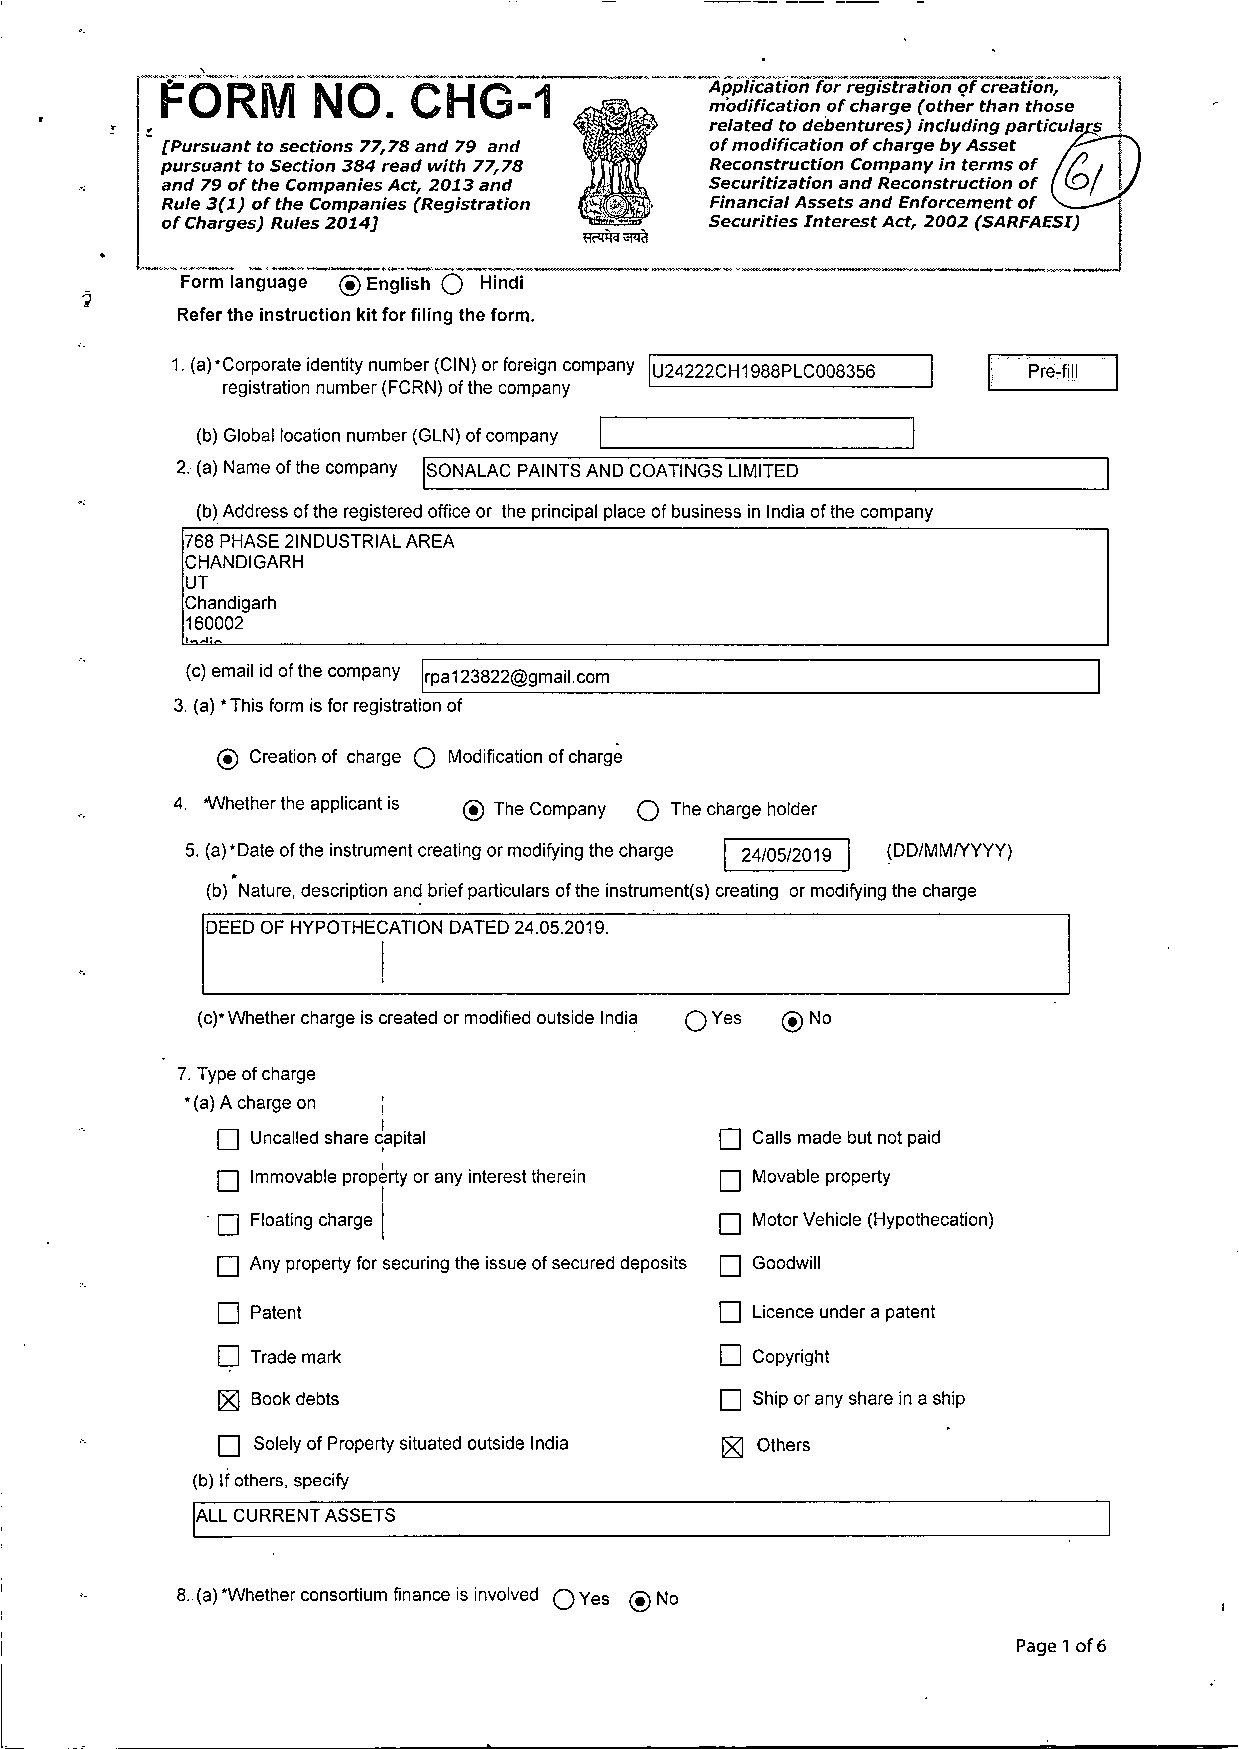 FORM NO. CHG-1
[Pursuant to sections 77,78 and 79 and
pursuant to Section 384 read with 77,78
and 79 of the Companies Act, 2013 and
Rule 3(1) of the Companies (Registration
of Charges) Rules 2014]
सत्यमेव जयते
Application for registration of creation,
modification of charge (other than those
related to debentures) including particulars
of modification of charge by Asset
Reconstruction Company in terms of
Securitization and Reconstruction of
Financial Assets and Enforcement of
Securities Interest Act, 2002 (SARFAESI)
61
Form language English Hindi
Refer the instruction kit for filing the form.
1. (a)*Corporate identity number (CIN) or foreign company U24222CH1988PLC008356 Pre-fill
registration number (FCRN) of the company
(b) Global location number (GLN) of company
2. (a) Name of the company SONALAC PAINTS AND COATINGS LIMITED
(b) Address of the registered office or the principal place of business in India of the company
768 PHASE 2INDUSTRIAL AREA
CHANDIGARH
UT
Chandigarh
160002
India
(c) email id of the company rpa123822@gmail.com
3. (a) *This form is for registration of
Creation of charge Modification of charge
4. *Whether the applicant is The Company The charge holder
5. (a)*Date of the instrument creating or modifying the charge 24/05/2019 (DD/MM/YYYY)
(b) *Nature, description and brief particulars of the instrument(s) creating or modifying the charge
DEED OF HYPOTHECATION DATED 24.05.2019.
(c)*Whether charge is created or modified outside India Yes No
7. Type of charge
*(a) A charge on
Uncalled share capital Calls made but not paid
Immovable property or any interest therein Movable property
Floating charge Motor Vehicle (Hypothecation)
Any property for securing the issue of secured deposits Goodwill
Patent Licence under a patent
Trade mark Copyright
Book debts Ship or any share in a ship
Solely of Property situated outside India Others
(b) If others, specify
ALL CURRENT ASSETS
8. (a)*Whether consortium finance is involved Yes No
Page 1 of 6